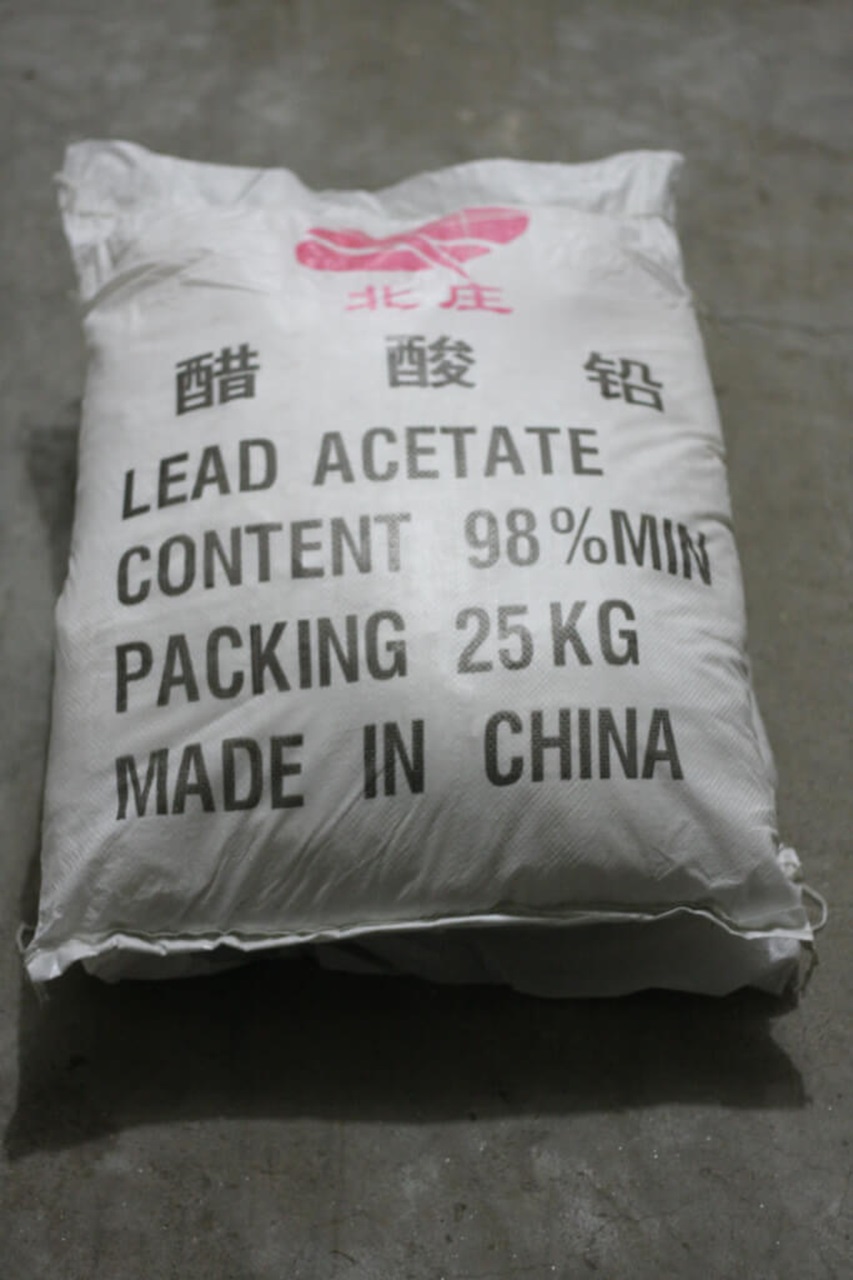 北庄
醋酸铅
LEAD ACETATE
CONTENT 98%MIN
PACKING 25KG
MADE IN CHINA